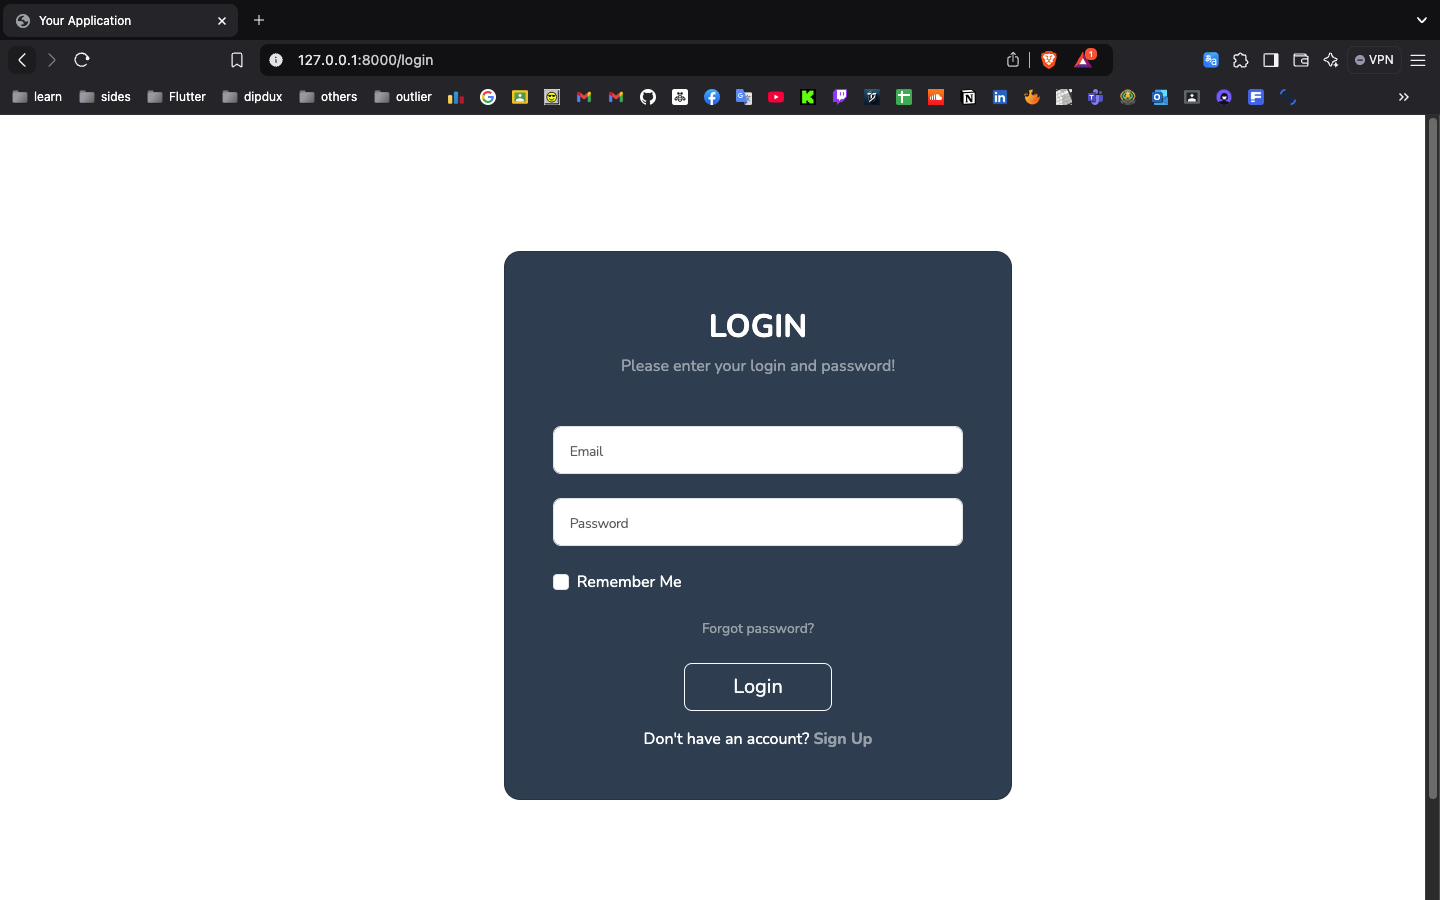 Your Application
127.0.0.1:8000/login
1
VPN
learn
sides
Flutter
dipdux
others
outlier
LOGIN
Please enter your login and password!
Email
Password
Remember Me
Forgot password?
Login
Don't have an account? Sign Up